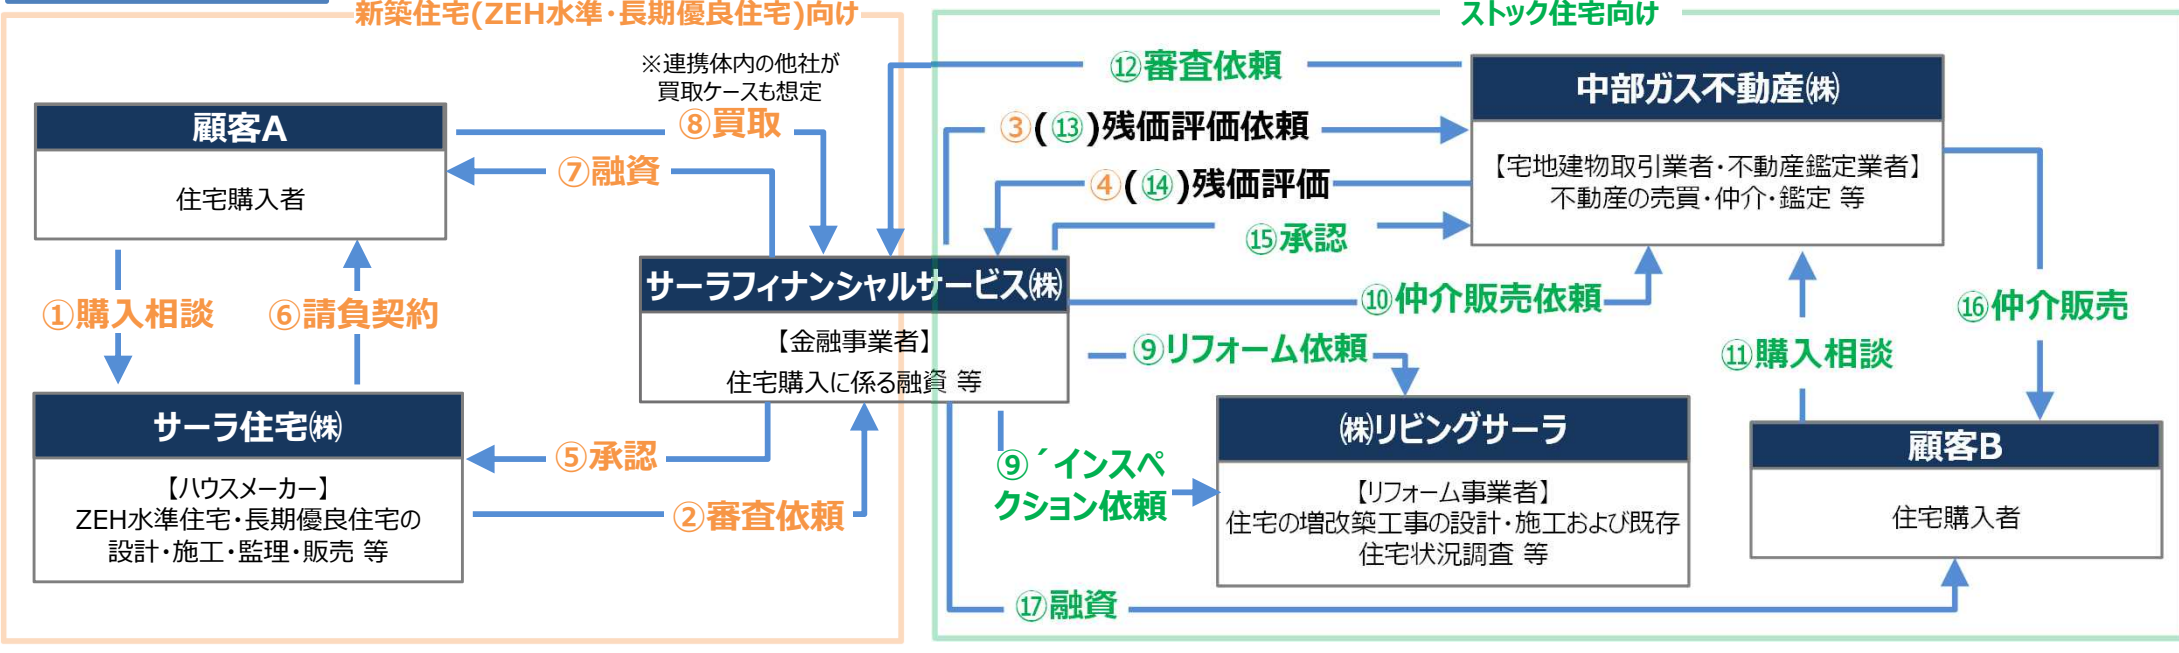 新築住宅(ZEH水準・長期優良住宅)向け
ストック住宅向け
※連携体内の他社が
買取ケースも想定
⑧買取
⑦融資
顧客A
住宅購入者
①購入相談
⑥請負契約
サーラ住宅㈱
【ハウスメーカー】
ZEH水準住宅・長期優良住宅の
設計・施工・監理・販売 等
⑤承認
②審査依頼
サーラフィナンシャルサービス㈱
【金融事業者】
住宅購入に係る融資 等
⑫審査依頼
③(⑬)残価評価依頼
④(⑭)残価評価
⑮承認
⑩仲介販売依頼
⑨リフォーム依頼
⑨´インスペ
クション依頼
⑰融資
中部ガス不動産㈱
【宅地建物取引業者・不動産鑑定業者】
不動産の売買・仲介・鑑定 等
㈱リビングサーラ
【リフォーム事業者】
住宅の増改築工事の設計・施工および既存
住宅状況調査 等
⑪購入相談
⑯仲介販売
顧客B
住宅購入者